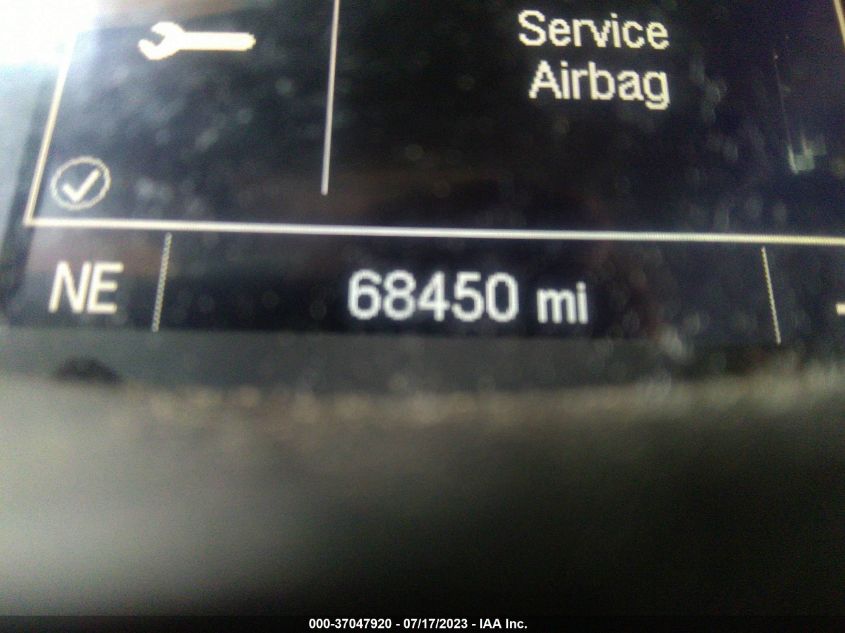 Service
Airbag
NE 68450 mi
000-37047920 - 07/17/2023 - IAA Inc.